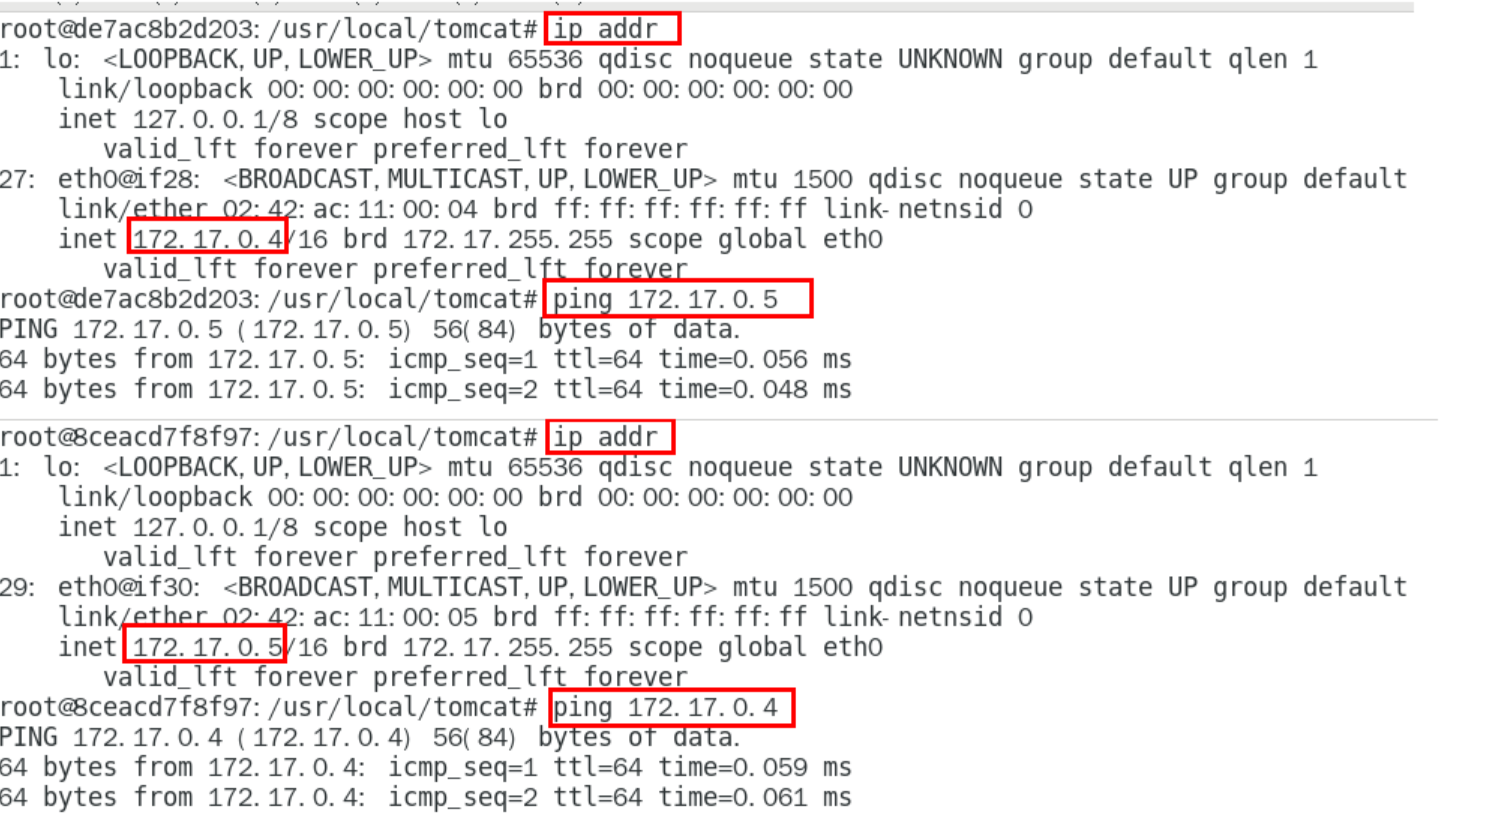 root@de7ac8b2d203:/usr/local/tomcat# ip addr
1: lo: <LOOPBACK,UP,LOWER_UP> mtu 65536 qdisc noqueue state UNKNOWN group default qlen 1
link/loopback 00:00:00:00:00:00 brd 00:00:00:00:00:00
inet 127.0.0.1/8 scope host lo
valid_lft forever preferred_lft forever
27: eth0@if28: <BROADCAST,MULTICAST,UP,LOWER_UP> mtu 1500 qdisc noqueue state UP group default
link/ether 02:42:ac:11:00:04 brd ff:ff:ff:ff:ff:ff link-netnsid 0
inet 172.17.0.4/16 brd 172.17.255.255 scope global eth0
valid_lft forever preferred_lft forever
root@de7ac8b2d203:/usr/local/tomcat# ping 172.17.0.5
PING 172.17.0.5 (172.17.0.5) 56(84) bytes of data.
64 bytes from 172.17.0.5: icmp_seq=1 ttl=64 time=0.056 ms
64 bytes from 172.17.0.5: icmp_seq=2 ttl=64 time=0.048 ms
root@8ceacd7f8f97:/usr/local/tomcat# ip addr
1: lo: <LOOPBACK,UP,LOWER_UP> mtu 65536 qdisc noqueue state UNKNOWN group default qlen 1
link/loopback 00:00:00:00:00:00 brd 00:00:00:00:00:00
inet 127.0.0.1/8 scope host lo
valid_lft forever preferred_lft forever
29: eth0@if30: <BROADCAST,MULTICAST,UP,LOWER_UP> mtu 1500 qdisc noqueue state UP group default
link/ether 02:42:ac:11:00:05 brd ff:ff:ff:ff:ff:ff link-netnsid 0
inet 172.17.0.5/16 brd 172.17.255.255 scope global eth0
valid_lft forever preferred_lft forever
root@8ceacd7f8f97:/usr/local/tomcat# ping 172.17.0.4
PING 172.17.0.4 (172.17.0.4) 56(84) bytes of data.
64 bytes from 172.17.0.4: icmp_seq=1 ttl=64 time=0.059 ms
64 bytes from 172.17.0.4: icmp_seq=2 ttl=64 time=0.061 ms